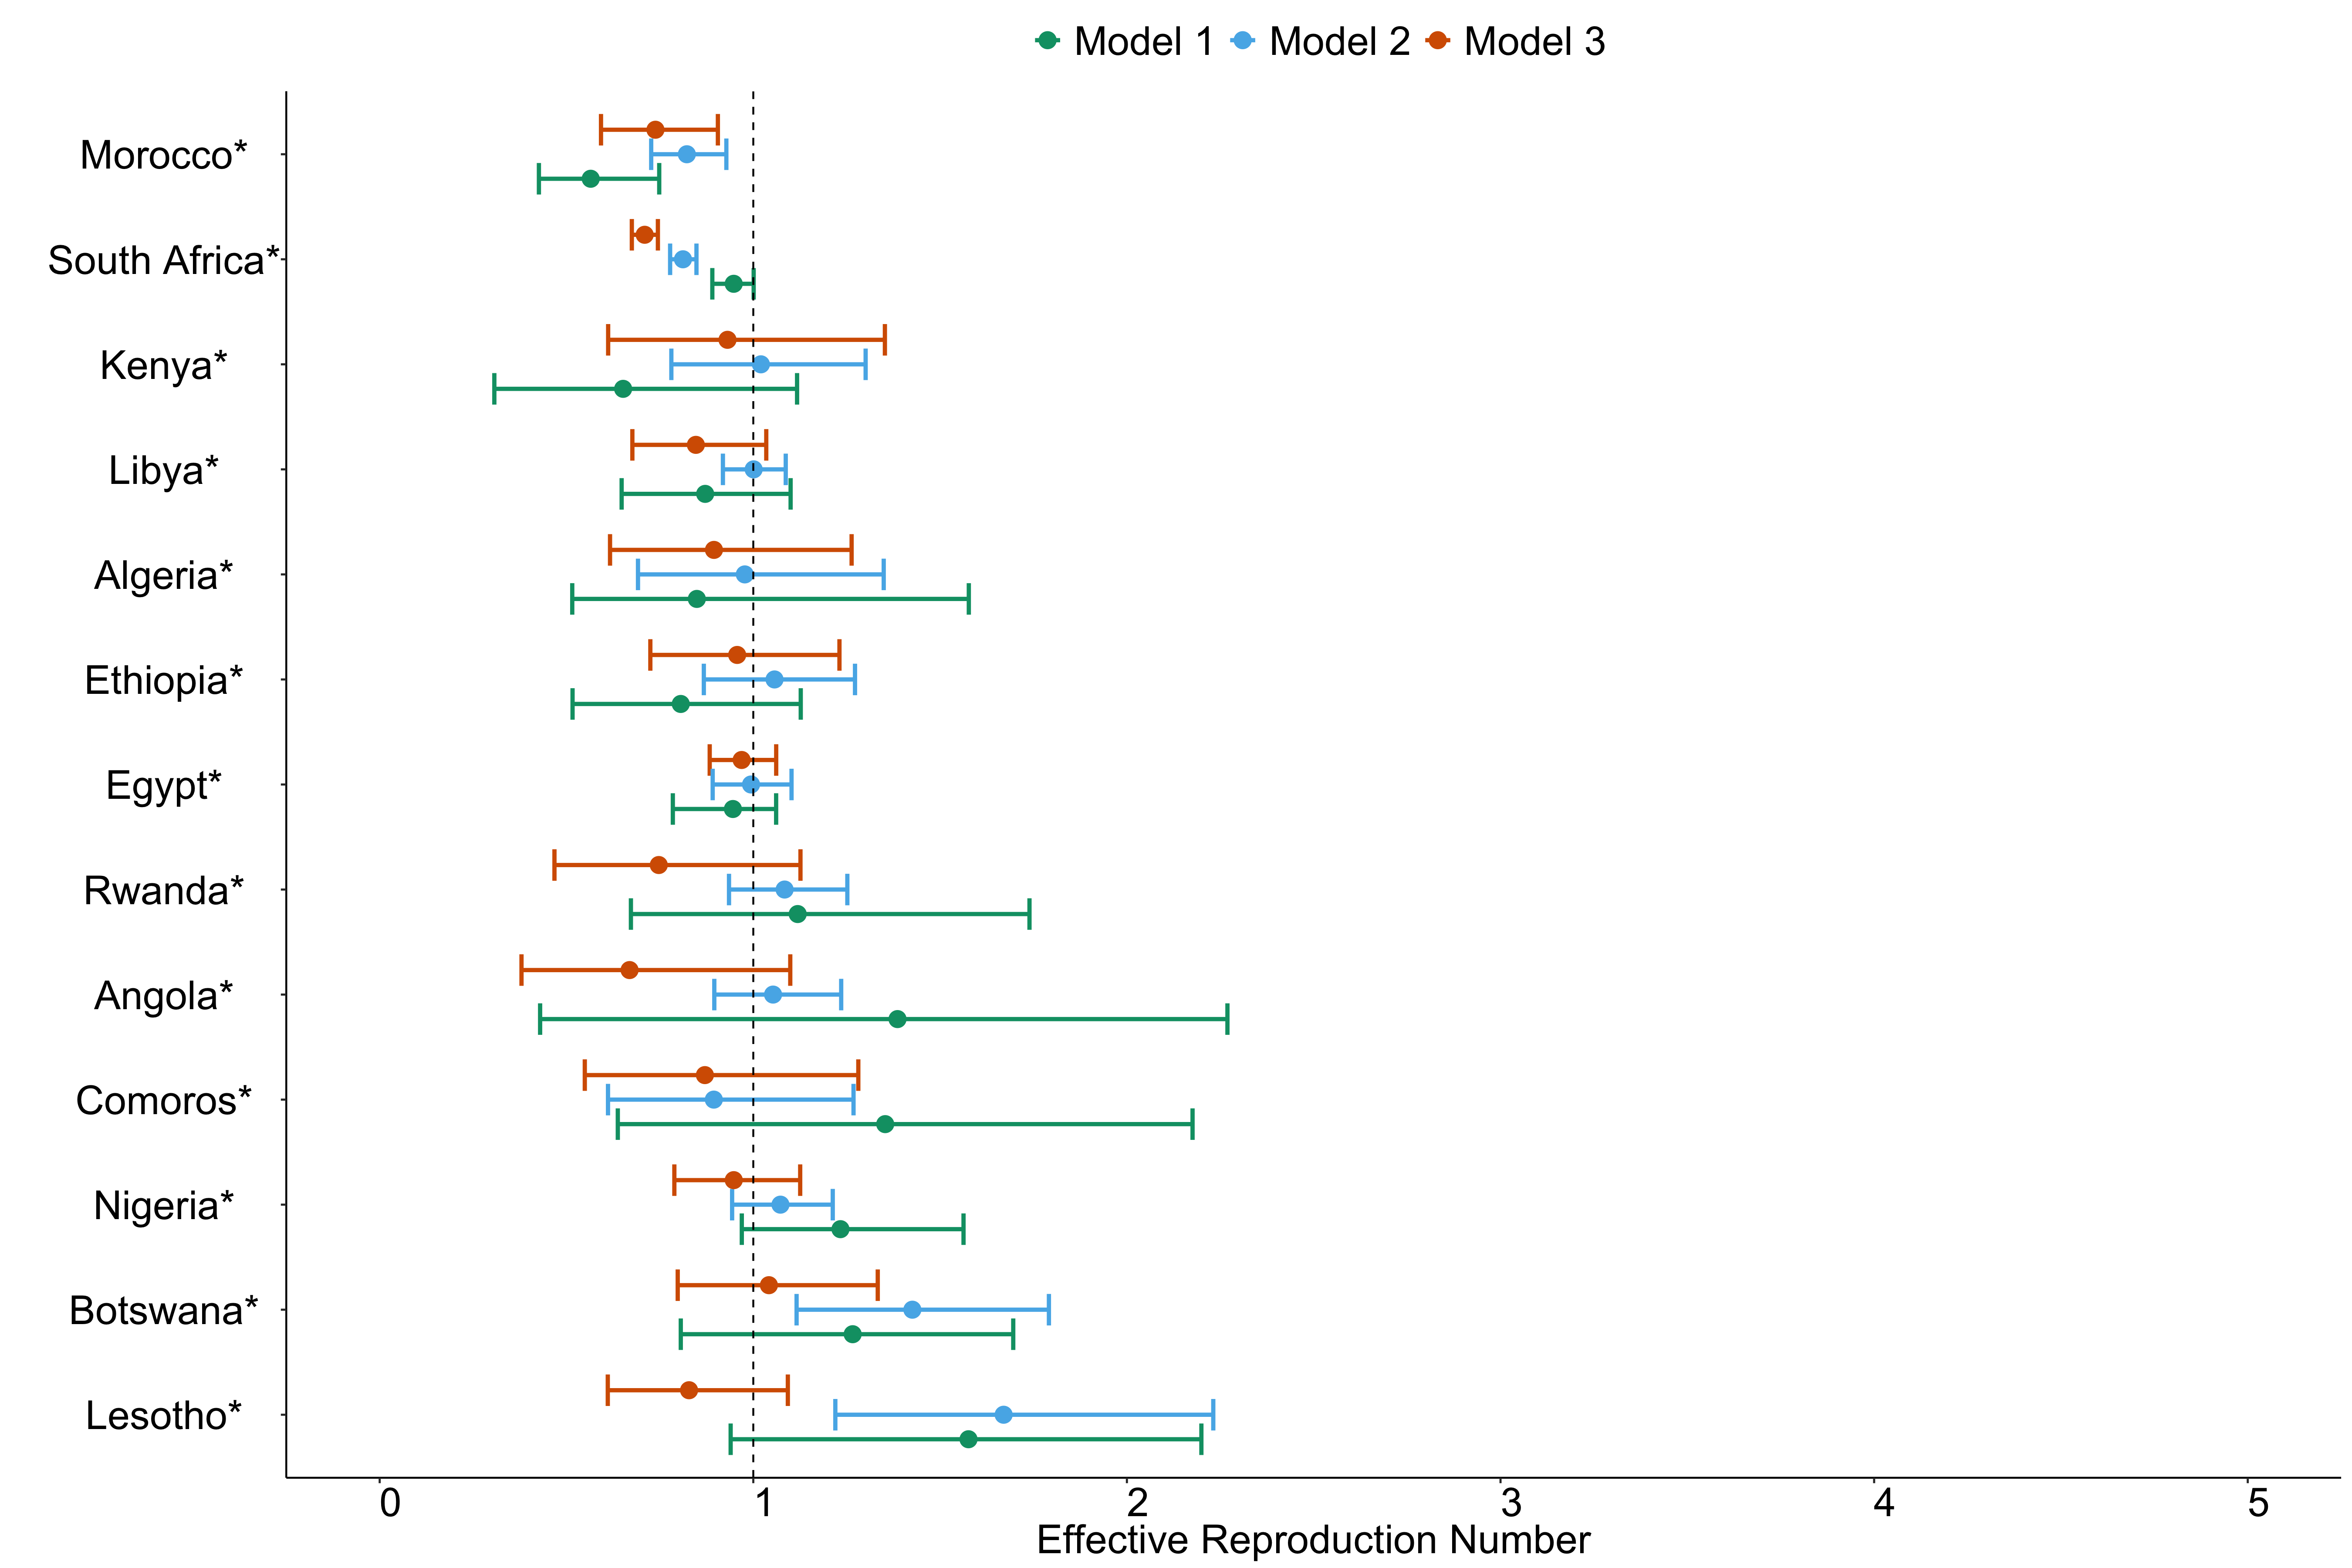 Model 1 Model 2 Model 3
Morocco*
South Africa*
Kenya*
Libya*
Algeria*
Ethiopia*
Egypt*
Rwanda*
Angola*
Comoros*
Nigeria*
Botswana*
Lesotho*
0 1 2 3 4 5
Effective Reproduction Number